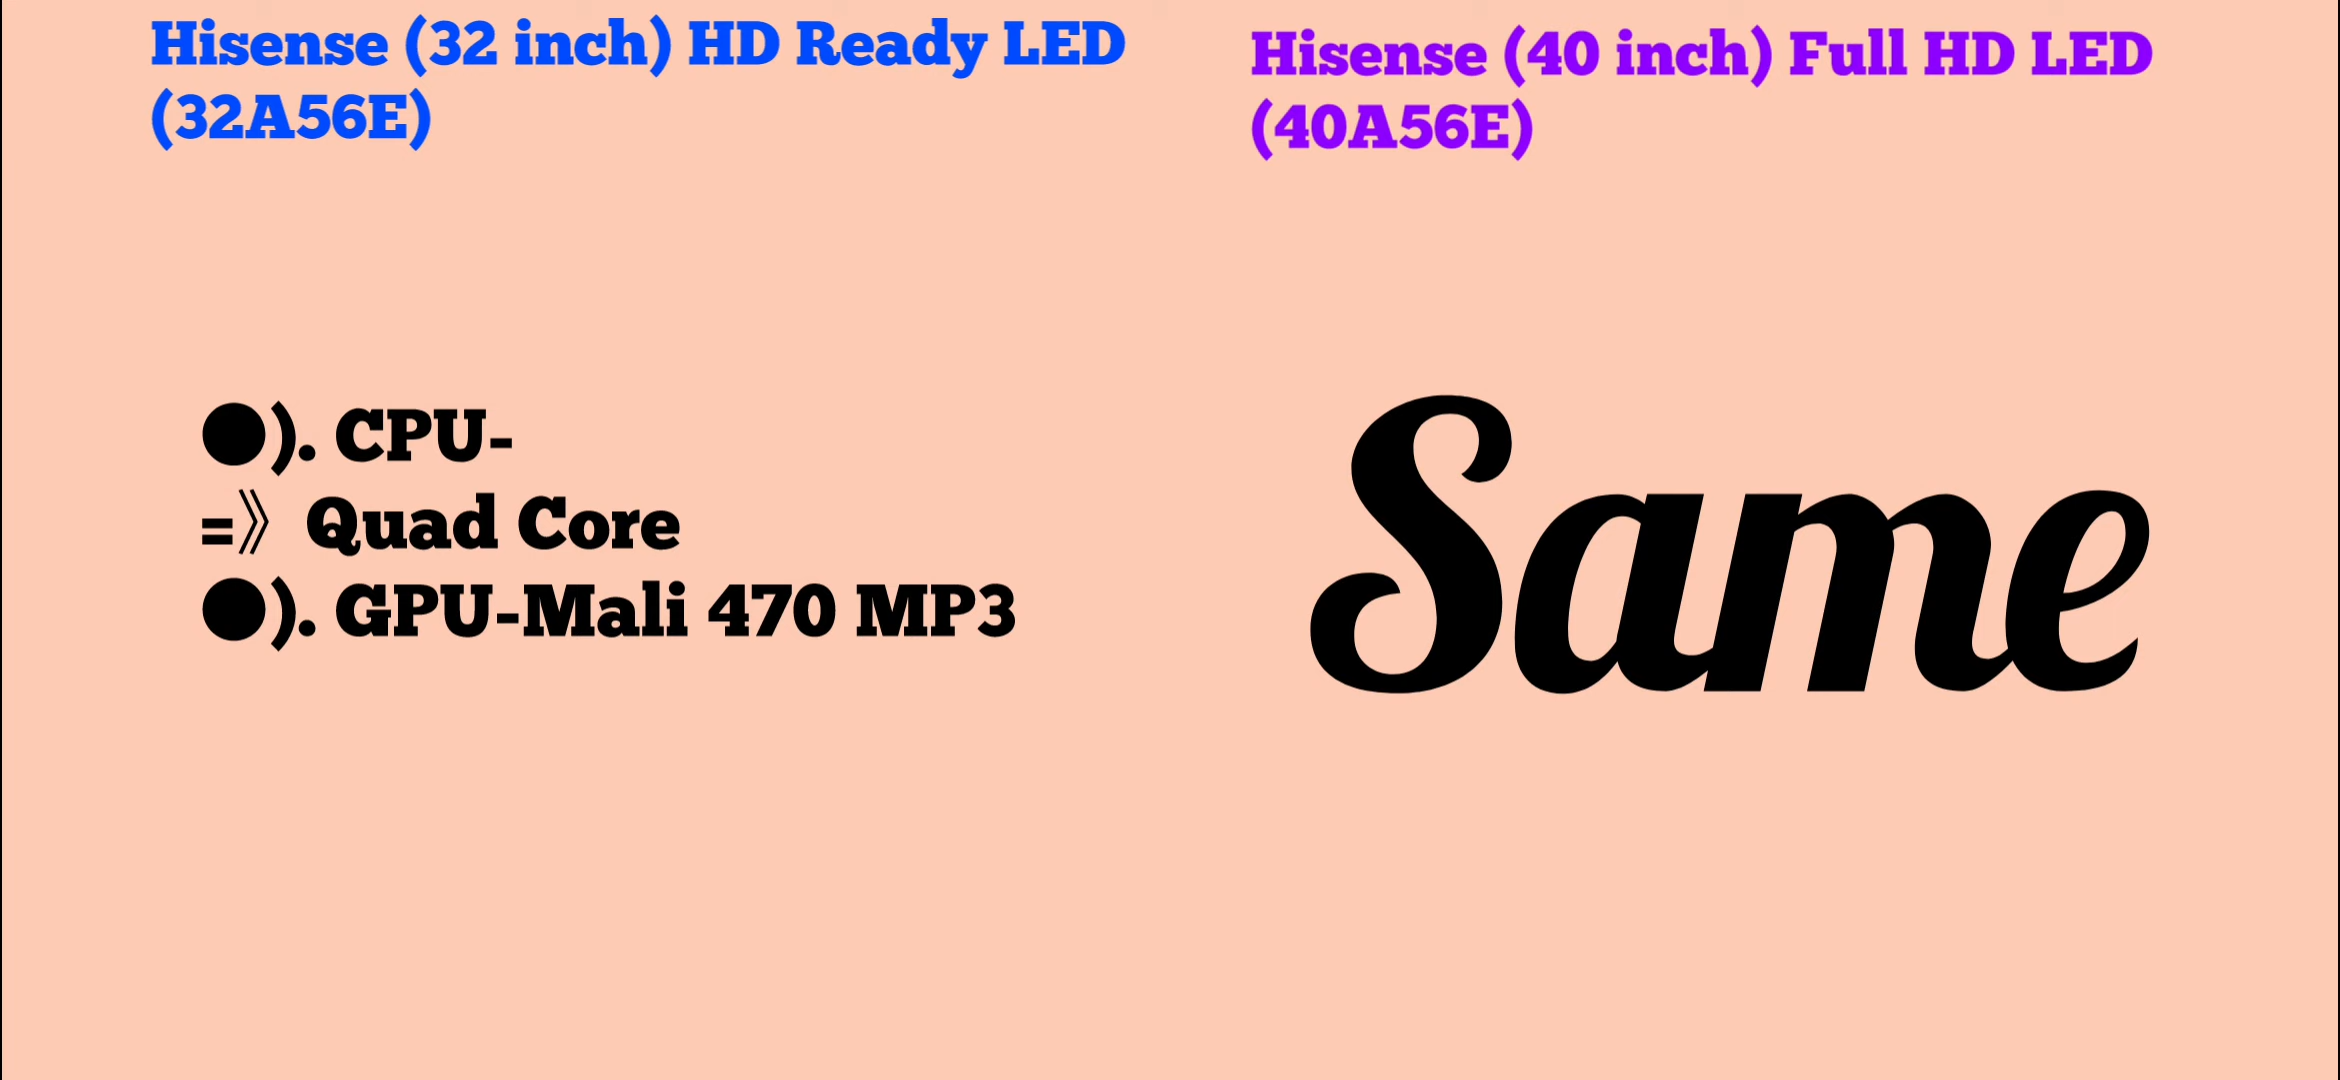 Hisense (32 inch) HD Ready LED
(32A56E)
Hisense (40 inch) Full HD LED
(40A56E)
●). CPU-
=》 Quad Core
●). GPU-Mali 470 MP3
Same